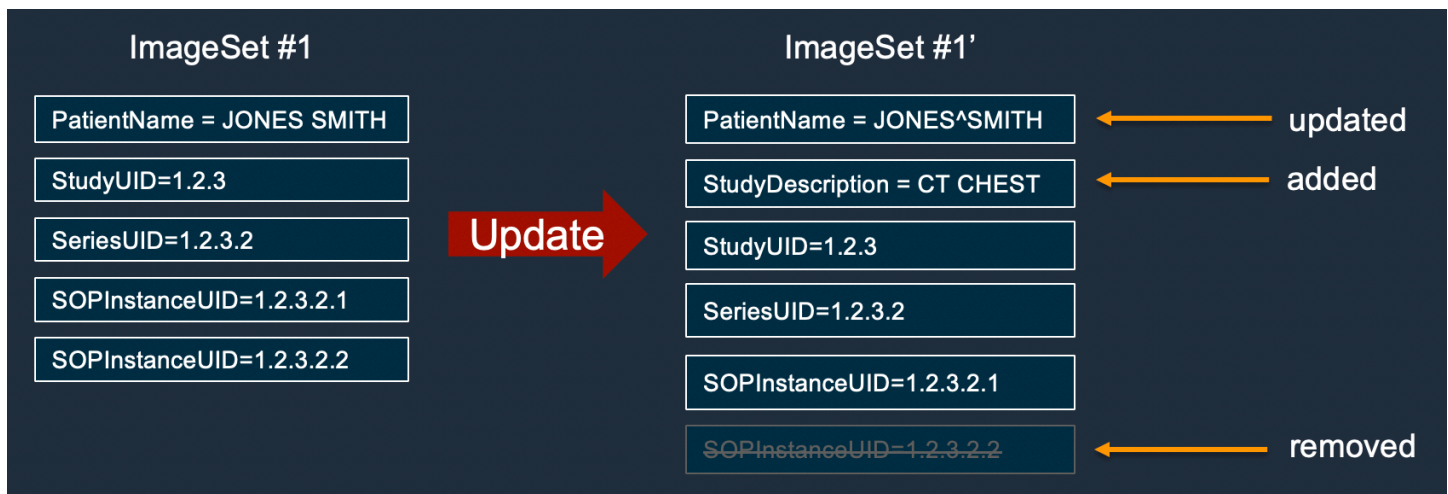 ImageSet #1
PatientName = JONES SMITH
StudyUID=1.2.3
SeriesUID=1.2.3.2
SOPInstanceUID=1.2.3.2.1
SOPInstanceUID=1.2.3.2.2
Update
ImageSet #1’
PatientName = JONES^SMITH
updated
StudyDescription = CT CHEST
added
StudyUID=1.2.3
SeriesUID=1.2.3.2
SOPInstanceUID=1.2.3.2.1
SOPInstanceUID=1.2.3.2.2
removed